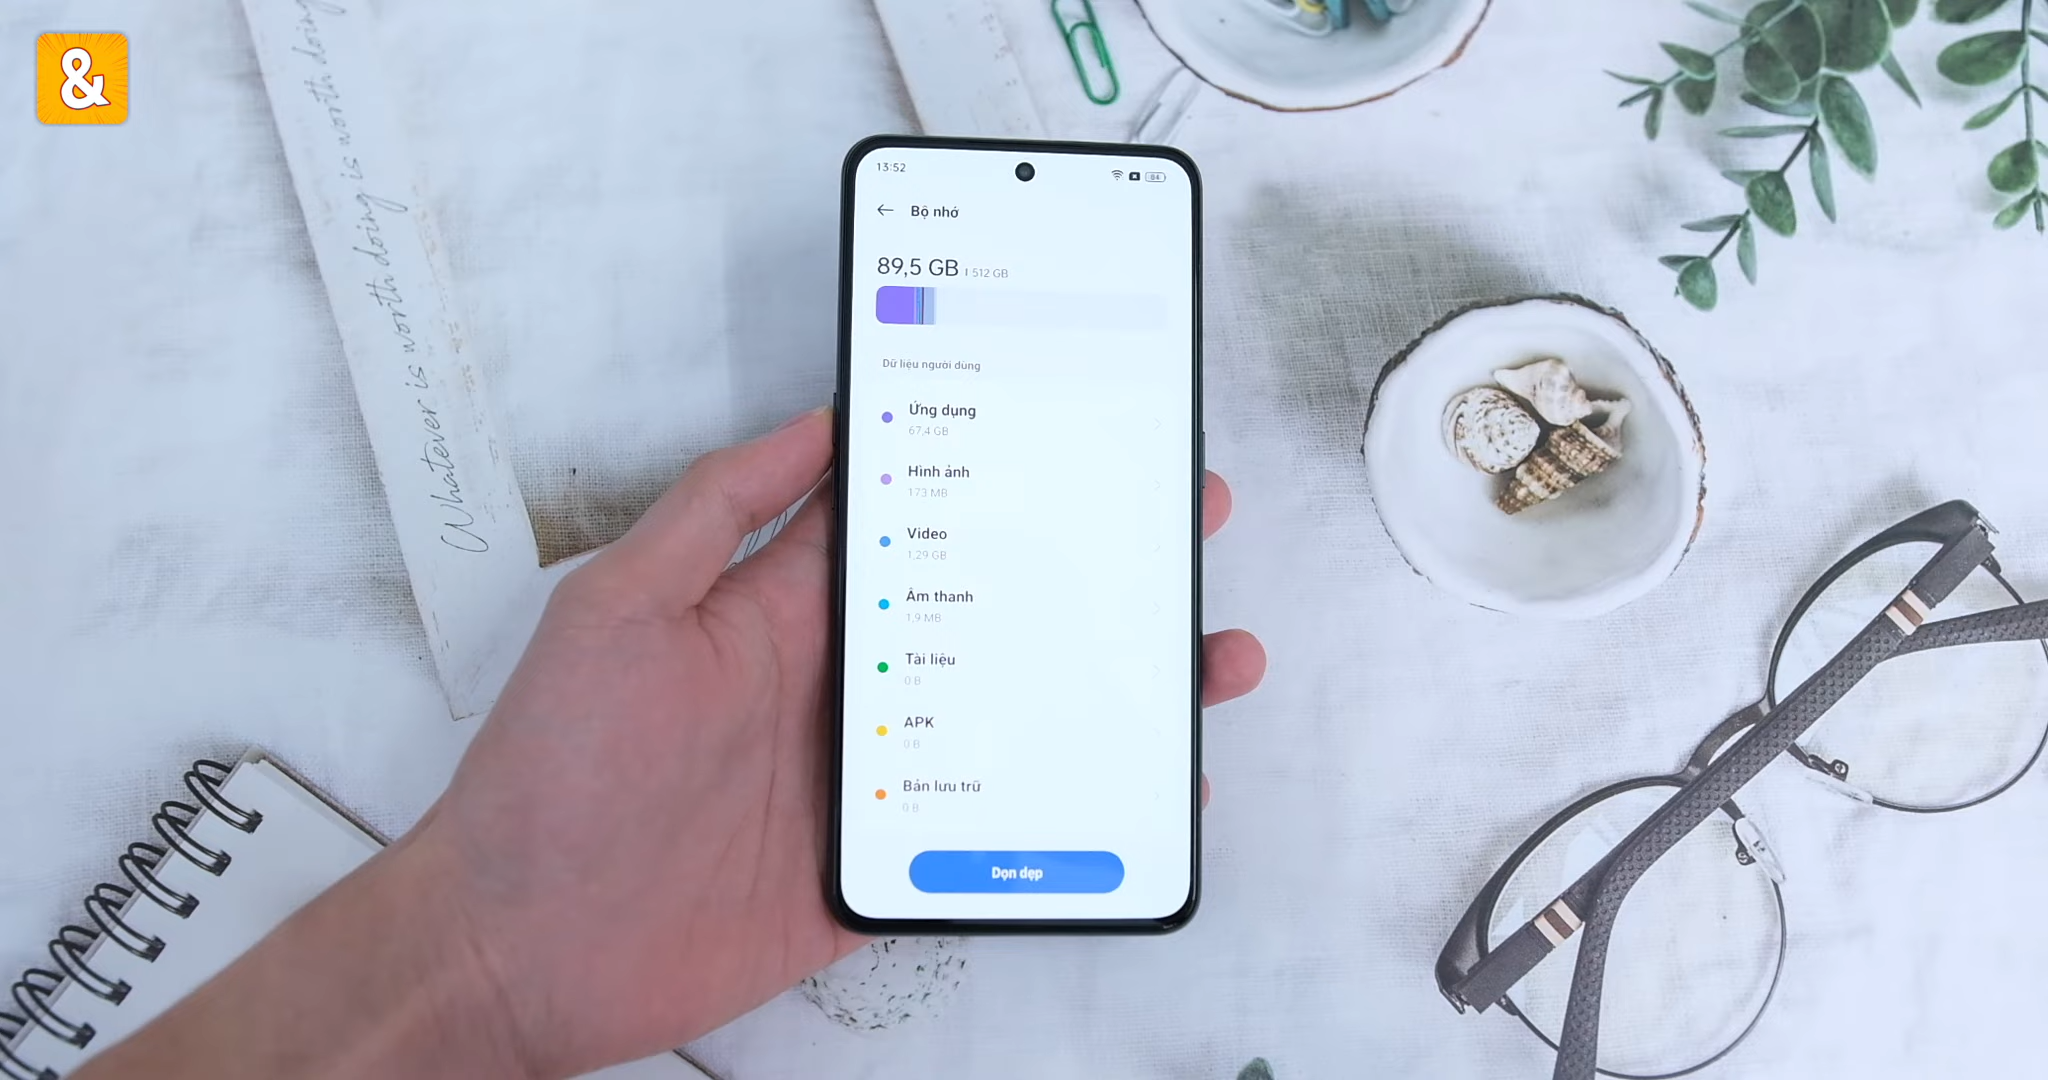 &
Whatever is worth doing is worth doing
13:52
84
Bộ nhớ
89,5 GB | 512 GB
Dữ liệu người dùng
Ứng dụng
67,4 GB
Hình ảnh
173 MB
Video
1,29 GB
Âm thanh
1,9 MB
Tài liệu
0 B
APK
0 B
Bản lưu trữ
0 B
Dọn dẹp